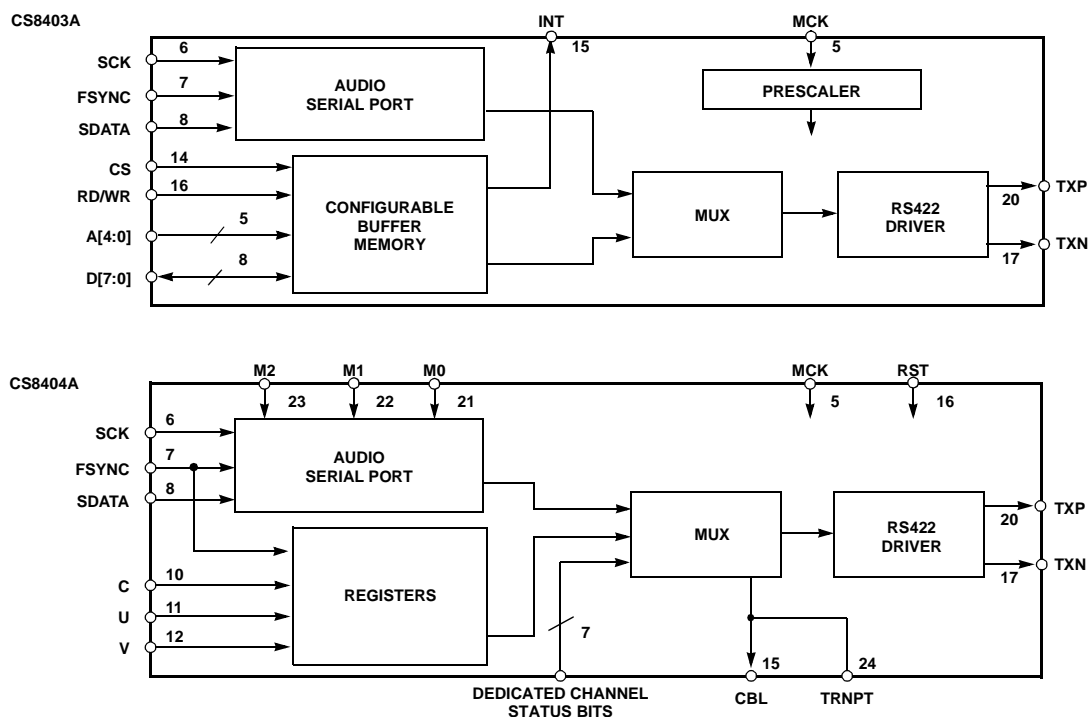 CS8403A
INT
MCK
15
5
SCK
6
FSYNC
7
SDATA
8
AUDIO
SERIAL PORT
PRESCALER
CS
14
RD/WR
16
A[4:0]
5
D[7:0]
8
CONFIGURABLE
BUFFER
MEMORY
MUX
RS422
DRIVER
20
TXP
17
TXN
CS8404A
M2
M1
M0
MCK
RST
23
22
21
5
16
SCK
6
FSYNC
7
SDATA
8
AUDIO
SERIAL PORT
C
10
U
11
V
12
REGISTERS
7
MUX
RS422
DRIVER
20
TXP
17
TXN
15
24
DEDICATED CHANNEL
STATUS BITS
CBL
TRNPT